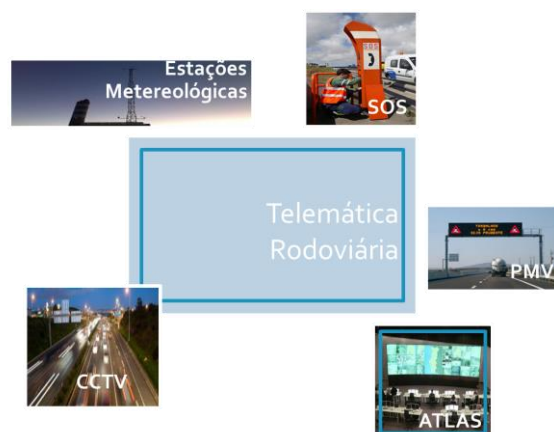 Estações
Metereológicas
S.O.S
SOS
Telemática
Rodoviária
PMV
CCTV
ATLAS